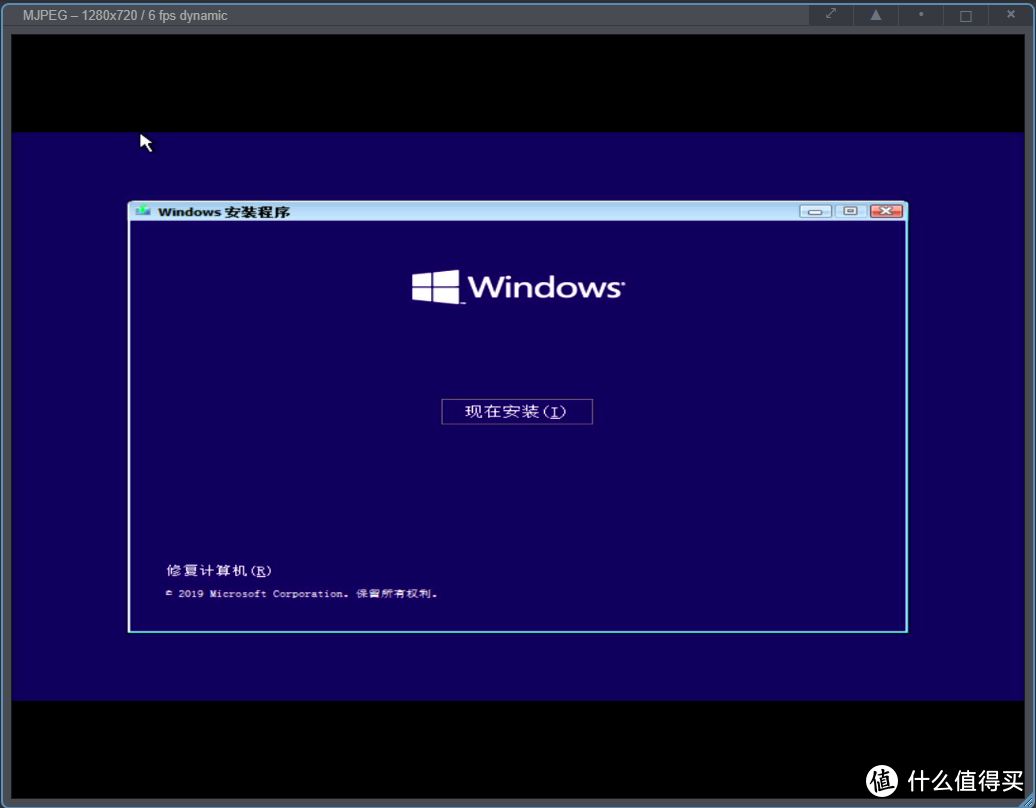 MJPEG – 1280x720 / 6 fps dynamic
Windows 安装程序
Windows
现在安装(I)
修复计算机(R)
© 2019 Microsoft Corporation. 保留所有权利。
值 什么值得买